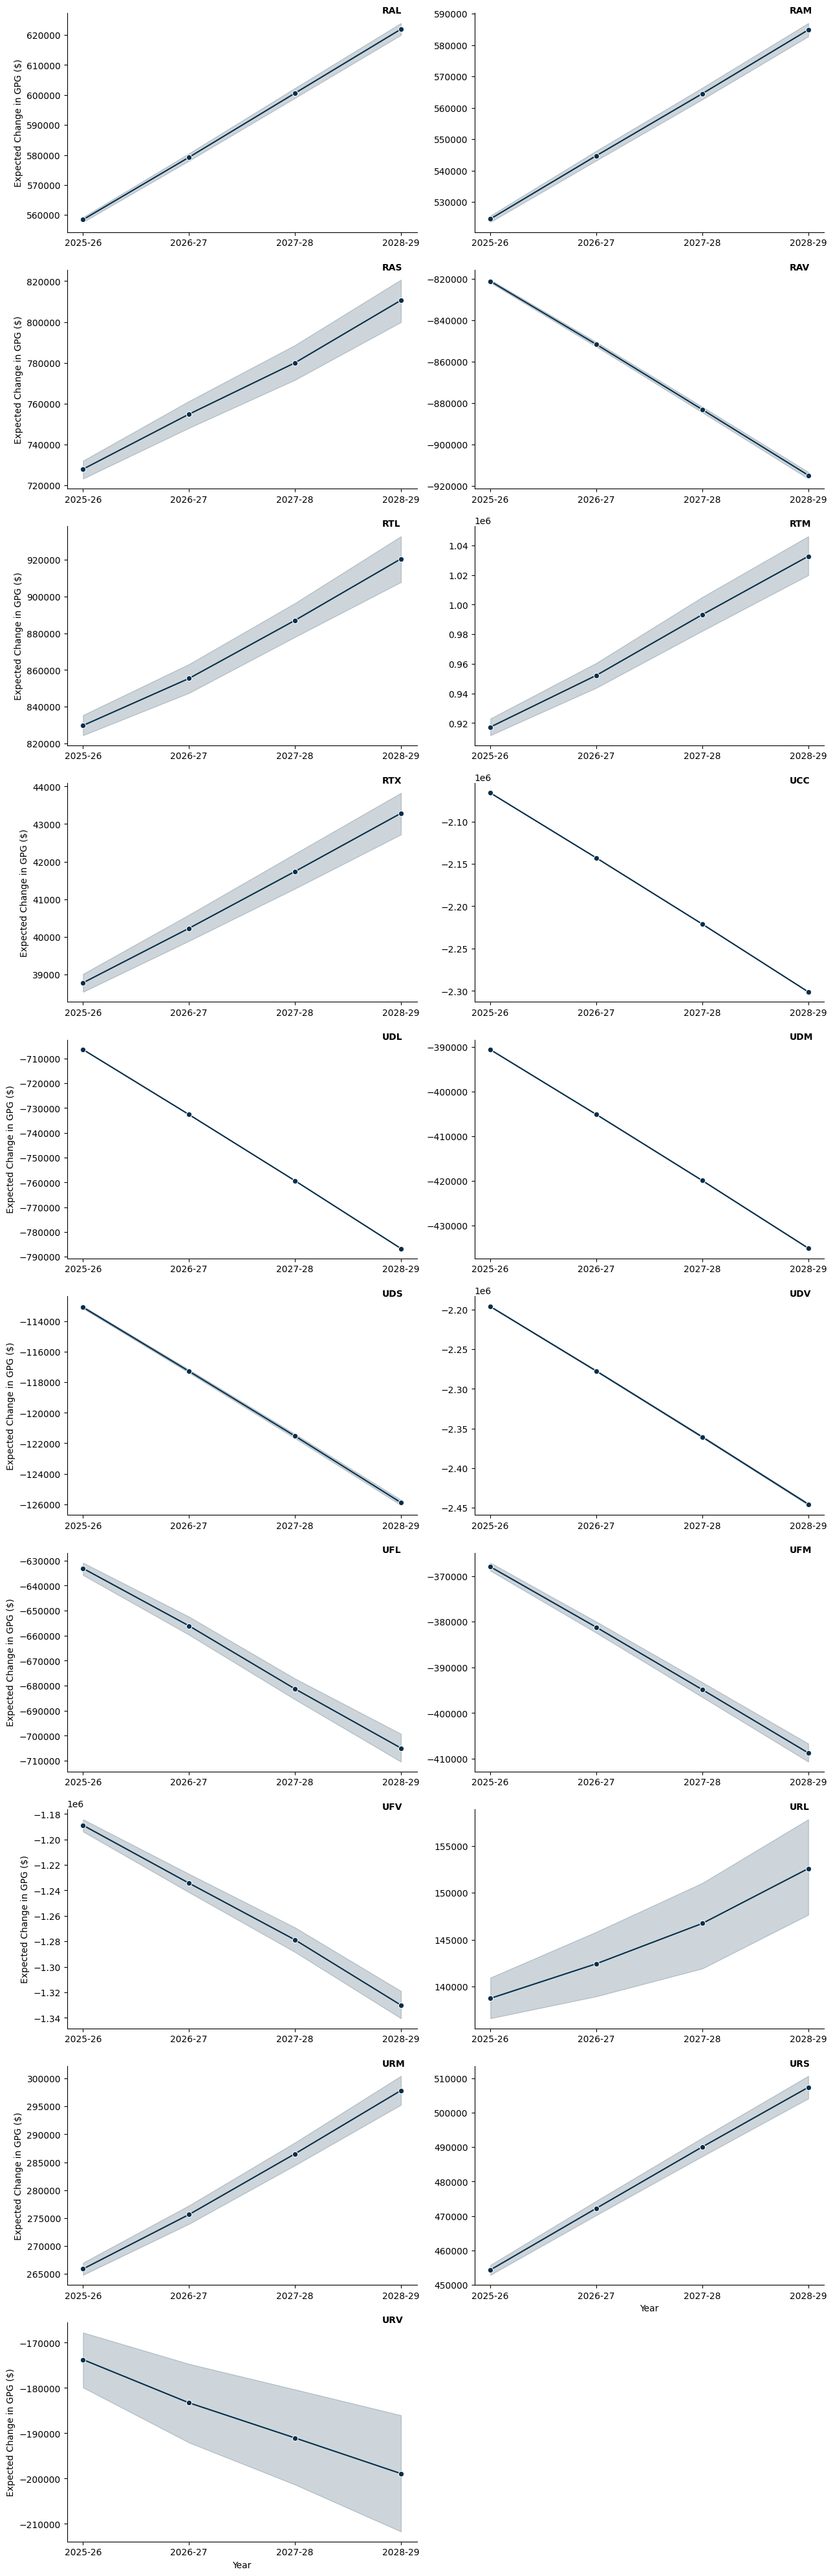 RAL
Expected Change in GPG ($)
620000
610000
600000
590000
580000
570000
560000
2025-26 2026-27 2027-28 2028-29
RAM
590000
580000
570000
560000
550000
540000
530000
2025-26 2026-27 2027-28 2028-29
RAS
Expected Change in GPG ($)
820000
800000
780000
760000
740000
720000
2025-26 2026-27 2027-28 2028-29
RAV
−820000
−840000
−860000
−880000
−900000
−920000
2025-26 2026-27 2027-28 2028-29
RTL
Expected Change in GPG ($)
920000
900000
880000
860000
840000
820000
2025-26 2026-27 2027-28 2028-29
1e6
RTM
1.04
1.02
1.00
0.98
0.96
0.94
0.92
2025-26 2026-27 2027-28 2028-29
RTX
Expected Change in GPG ($)
44000
43000
42000
41000
40000
39000
2025-26 2026-27 2027-28 2028-29
1e6
UCC
−2.10
−2.15
−2.20
−2.25
−2.30
2025-26 2026-27 2027-28 2028-29
UDL
Expected Change in GPG ($)
−710000
−720000
−730000
−740000
−750000
−760000
−770000
−780000
−790000
2025-26 2026-27 2027-28 2028-29
UDM
−390000
−400000
−410000
−420000
−430000
2025-26 2026-27 2027-28 2028-29
UDS
Expected Change in GPG ($)
−114000
−116000
−118000
−120000
−122000
−124000
−126000
2025-26 2026-27 2027-28 2028-29
1e6
UDV
−2.20
−2.25
−2.30
−2.35
−2.40
−2.45
2025-26 2026-27 2027-28 2028-29
UFL
Expected Change in GPG ($)
−630000
−640000
−650000
−660000
−670000
−680000
−690000
−700000
−710000
2025-26 2026-27 2027-28 2028-29
UFM
−370000
−380000
−390000
−400000
−410000
2025-26 2026-27 2027-28 2028-29
1e6
UFV
Expected Change in GPG ($)
−1.18
−1.20
−1.22
−1.24
−1.26
−1.28
−1.30
−1.32
−1.34
2025-26 2026-27 2027-28 2028-29
URL
155000
150000
145000
140000
2025-26 2026-27 2027-28 2028-29
URM
Expected Change in GPG ($)
300000
295000
290000
285000
280000
275000
270000
265000
2025-26 2026-27 2027-28 2028-29
URS
510000
500000
490000
480000
470000
460000
450000
2025-26 2026-27 2027-28 2028-29
Year
URV
Expected Change in GPG ($)
−170000
−180000
−190000
−200000
−210000
2025-26 2026-27 2027-28 2028-29
Year